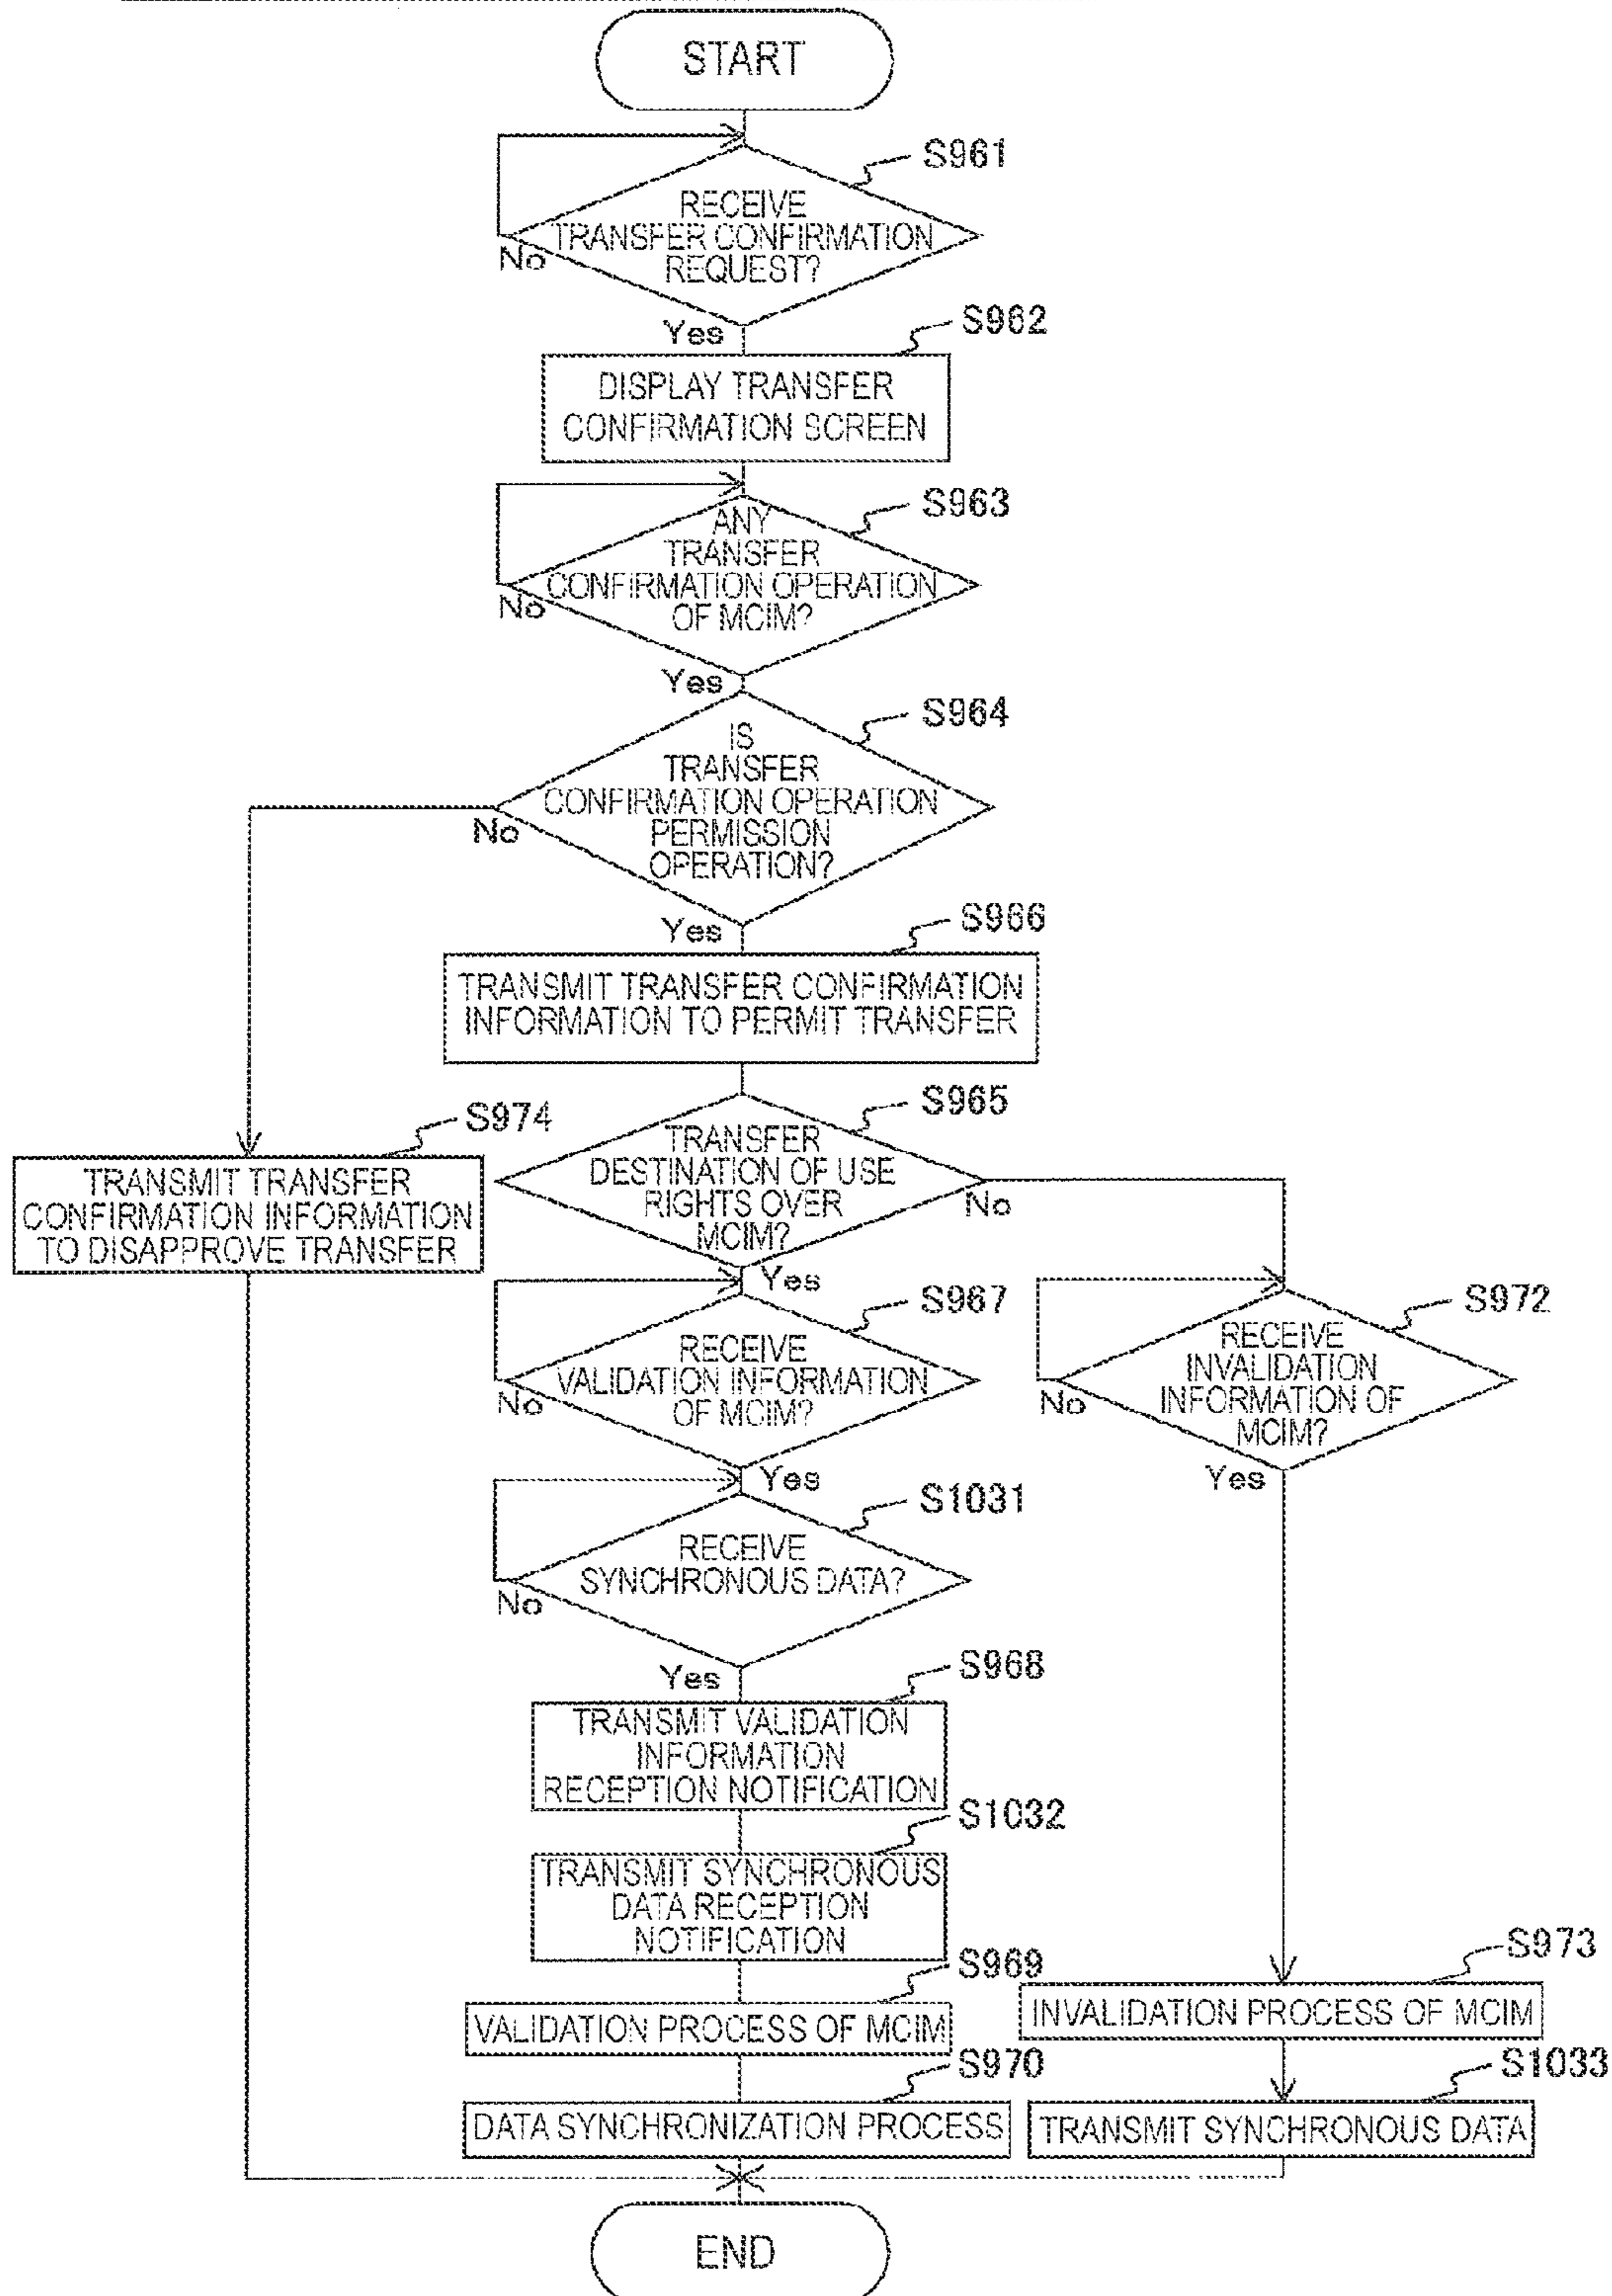 START
S961
RECEIVE
TRANSFER CONFIRMATION
REQUEST?
No
Yes
S962
DISPLAY TRANSFER
CONFIRMATION SCREEN
S963
ANY
TRANSFER
CONFIRMATION OPERATION
OF MCIM?
No
Yes
S964
IS
TRANSFER
CONFIRMATION OPERATION
PERMISSION
OPERATION?
No
Yes
S966
TRANSMIT TRANSFER CONFIRMATION
INFORMATION TO PERMIT TRANSFER
S965
TRANSFER
DESTINATION OF USE
RIGHTS OVER
MCIM?
No
Yes
S974
TRANSMIT TRANSFER
CONFIRMATION INFORMATION
TO DISAPPROVE TRANSFER
S967
RECEIVE
VALIDATION INFORMATION
OF MCIM?
No
Yes
S972
RECEIVE
INVALIDATION
INFORMATION OF
MCIM?
No
Yes
S1031
RECEIVE
SYNCHRONOUS DATA?
No
Yes
S968
TRANSMIT VALIDATION
INFORMATION
RECEPTION NOTIFICATION
S1032
TRANSMIT SYNCHRONOUS
DATA RECEPTION
NOTIFICATION
S969
VALIDATION PROCESS OF MCIM
S973
INVALIDATION PROCESS OF MCIM
S970
DATA SYNCHRONIZATION PROCESS
S1033
TRANSMIT SYNCHRONOUS DATA
END